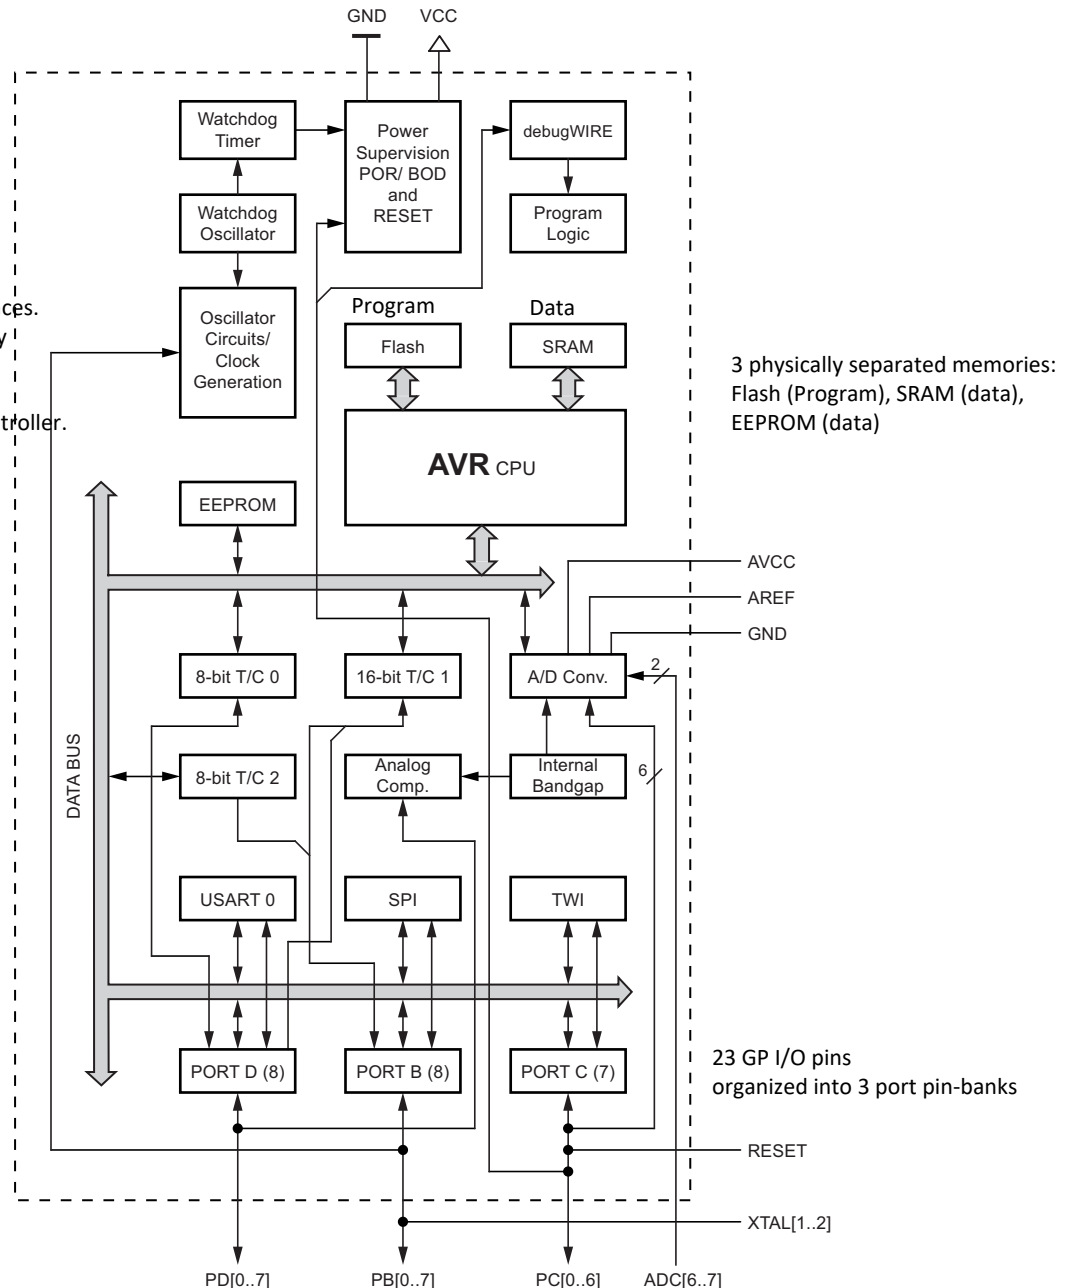 GND
VCC
Watchdog
Timer
Power
Supervision
POR/ BOD
and
RESET
debugWIRE
Watchdog
Oscillator
Program
Logic
ces.
y
troller.
Oscillator
Circuits/
Clock
Generation
Program
Data
Flash
SRAM
3 physically separated memories:
Flash (Program), SRAM (data),
EEPROM (data)
AVR CPU
EEPROM
AVCC
AREF
GND
8-bit T/C 0
16-bit T/C 1
A/D Conv.
2
DATA BUS
8-bit T/C 2
Analog
Comp.
Internal
Bandgap
6
USART 0
SPI
TWI
PORT D (8)
PORT B (8)
PORT C (7)
23 GP I/O pins
organized into 3 port pin-banks
RESET
XTAL[1..2]
PD[0..7]
PB[0..7]
PC[0..6]
ADC[6..7]